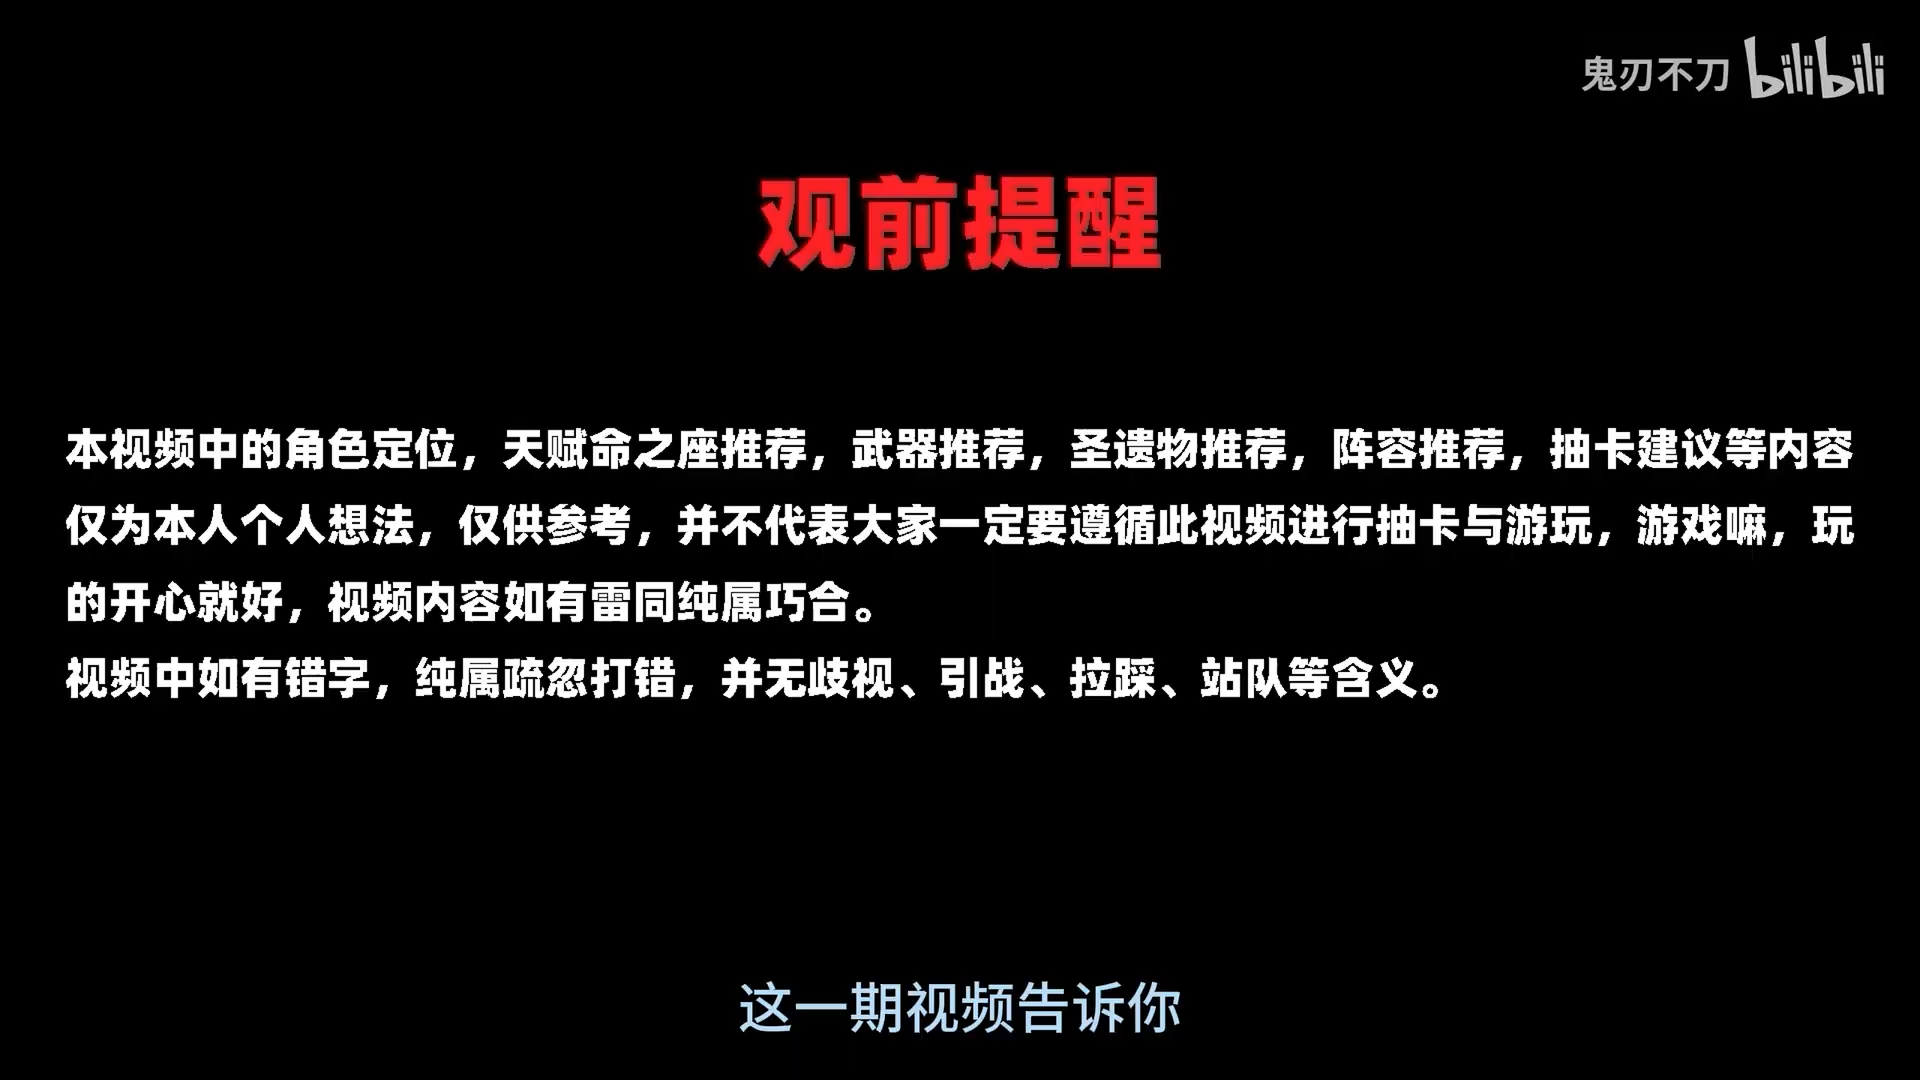 鬼刃不刀 bilibili
观前提醒
本视频中的角色定位，天赋命之座推荐，武器推荐，圣遗物推荐，阵容推荐，抽卡建议等内容
仅为本人个人想法，仅供参考，并不代表大家一定要遵循此视频进行抽卡与游玩，游戏嘛，玩
的开心就好，视频内容如有雷同纯属巧合。
视频中如有错字，纯属疏忽打错，并无歧视、引战、拉踩、站队等含义。
这一期视频告诉你